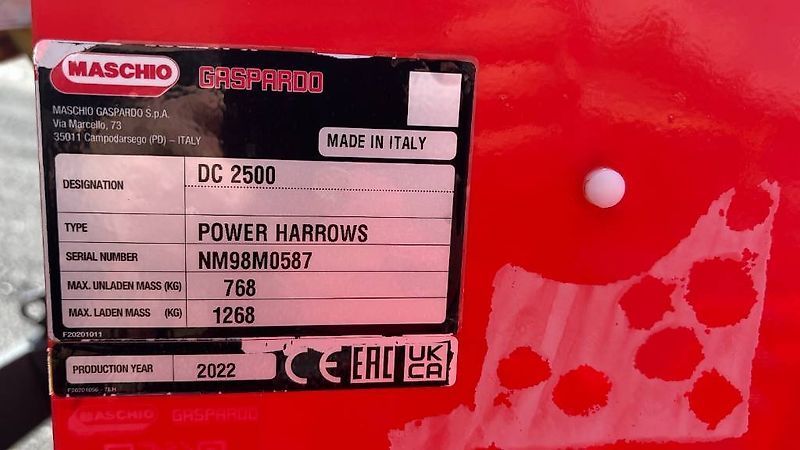 MASCHIO GASPARDO
MASCHIO GASPARDO S.p.A.
Via Marcello, 73
35011 Campodarsego (PD) – ITALY
MADE IN ITALY
DESIGNATION DC 2500
TYPE POWER HARROWS
SERIAL NUMBER NM98M0587
MAX. UNLADEN MASS (KG) 768
MAX. LADEN MASS (KG) 1268
F20201011
PRODUCTION YEAR 2022 CE EAC UK CA
MASCHIO GASPARDO